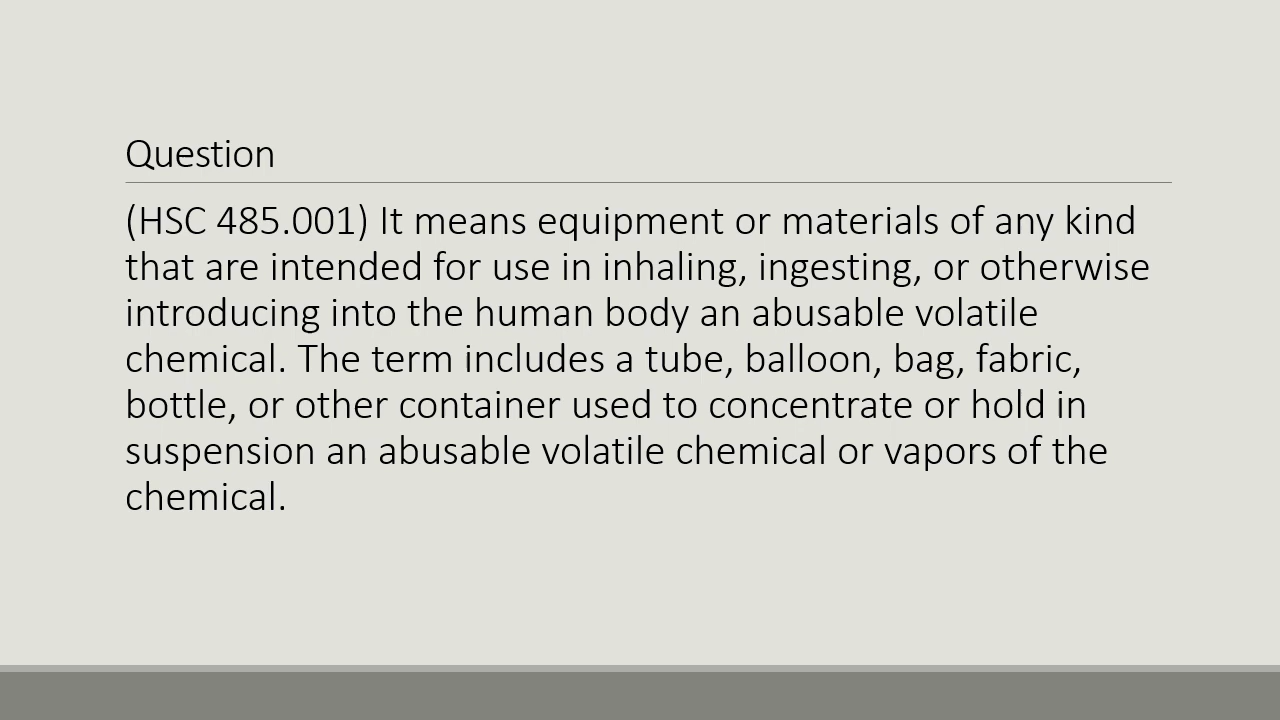 Question
(HSC 485.001) It means equipment or materials of any kind
that are intended for use in inhaling, ingesting, or otherwise
introducing into the human body an abusable volatile
chemical. The term includes a tube, balloon, bag, fabric,
bottle, or other container used to concentrate or hold in
suspension an abusable volatile chemical or vapors of the
chemical.